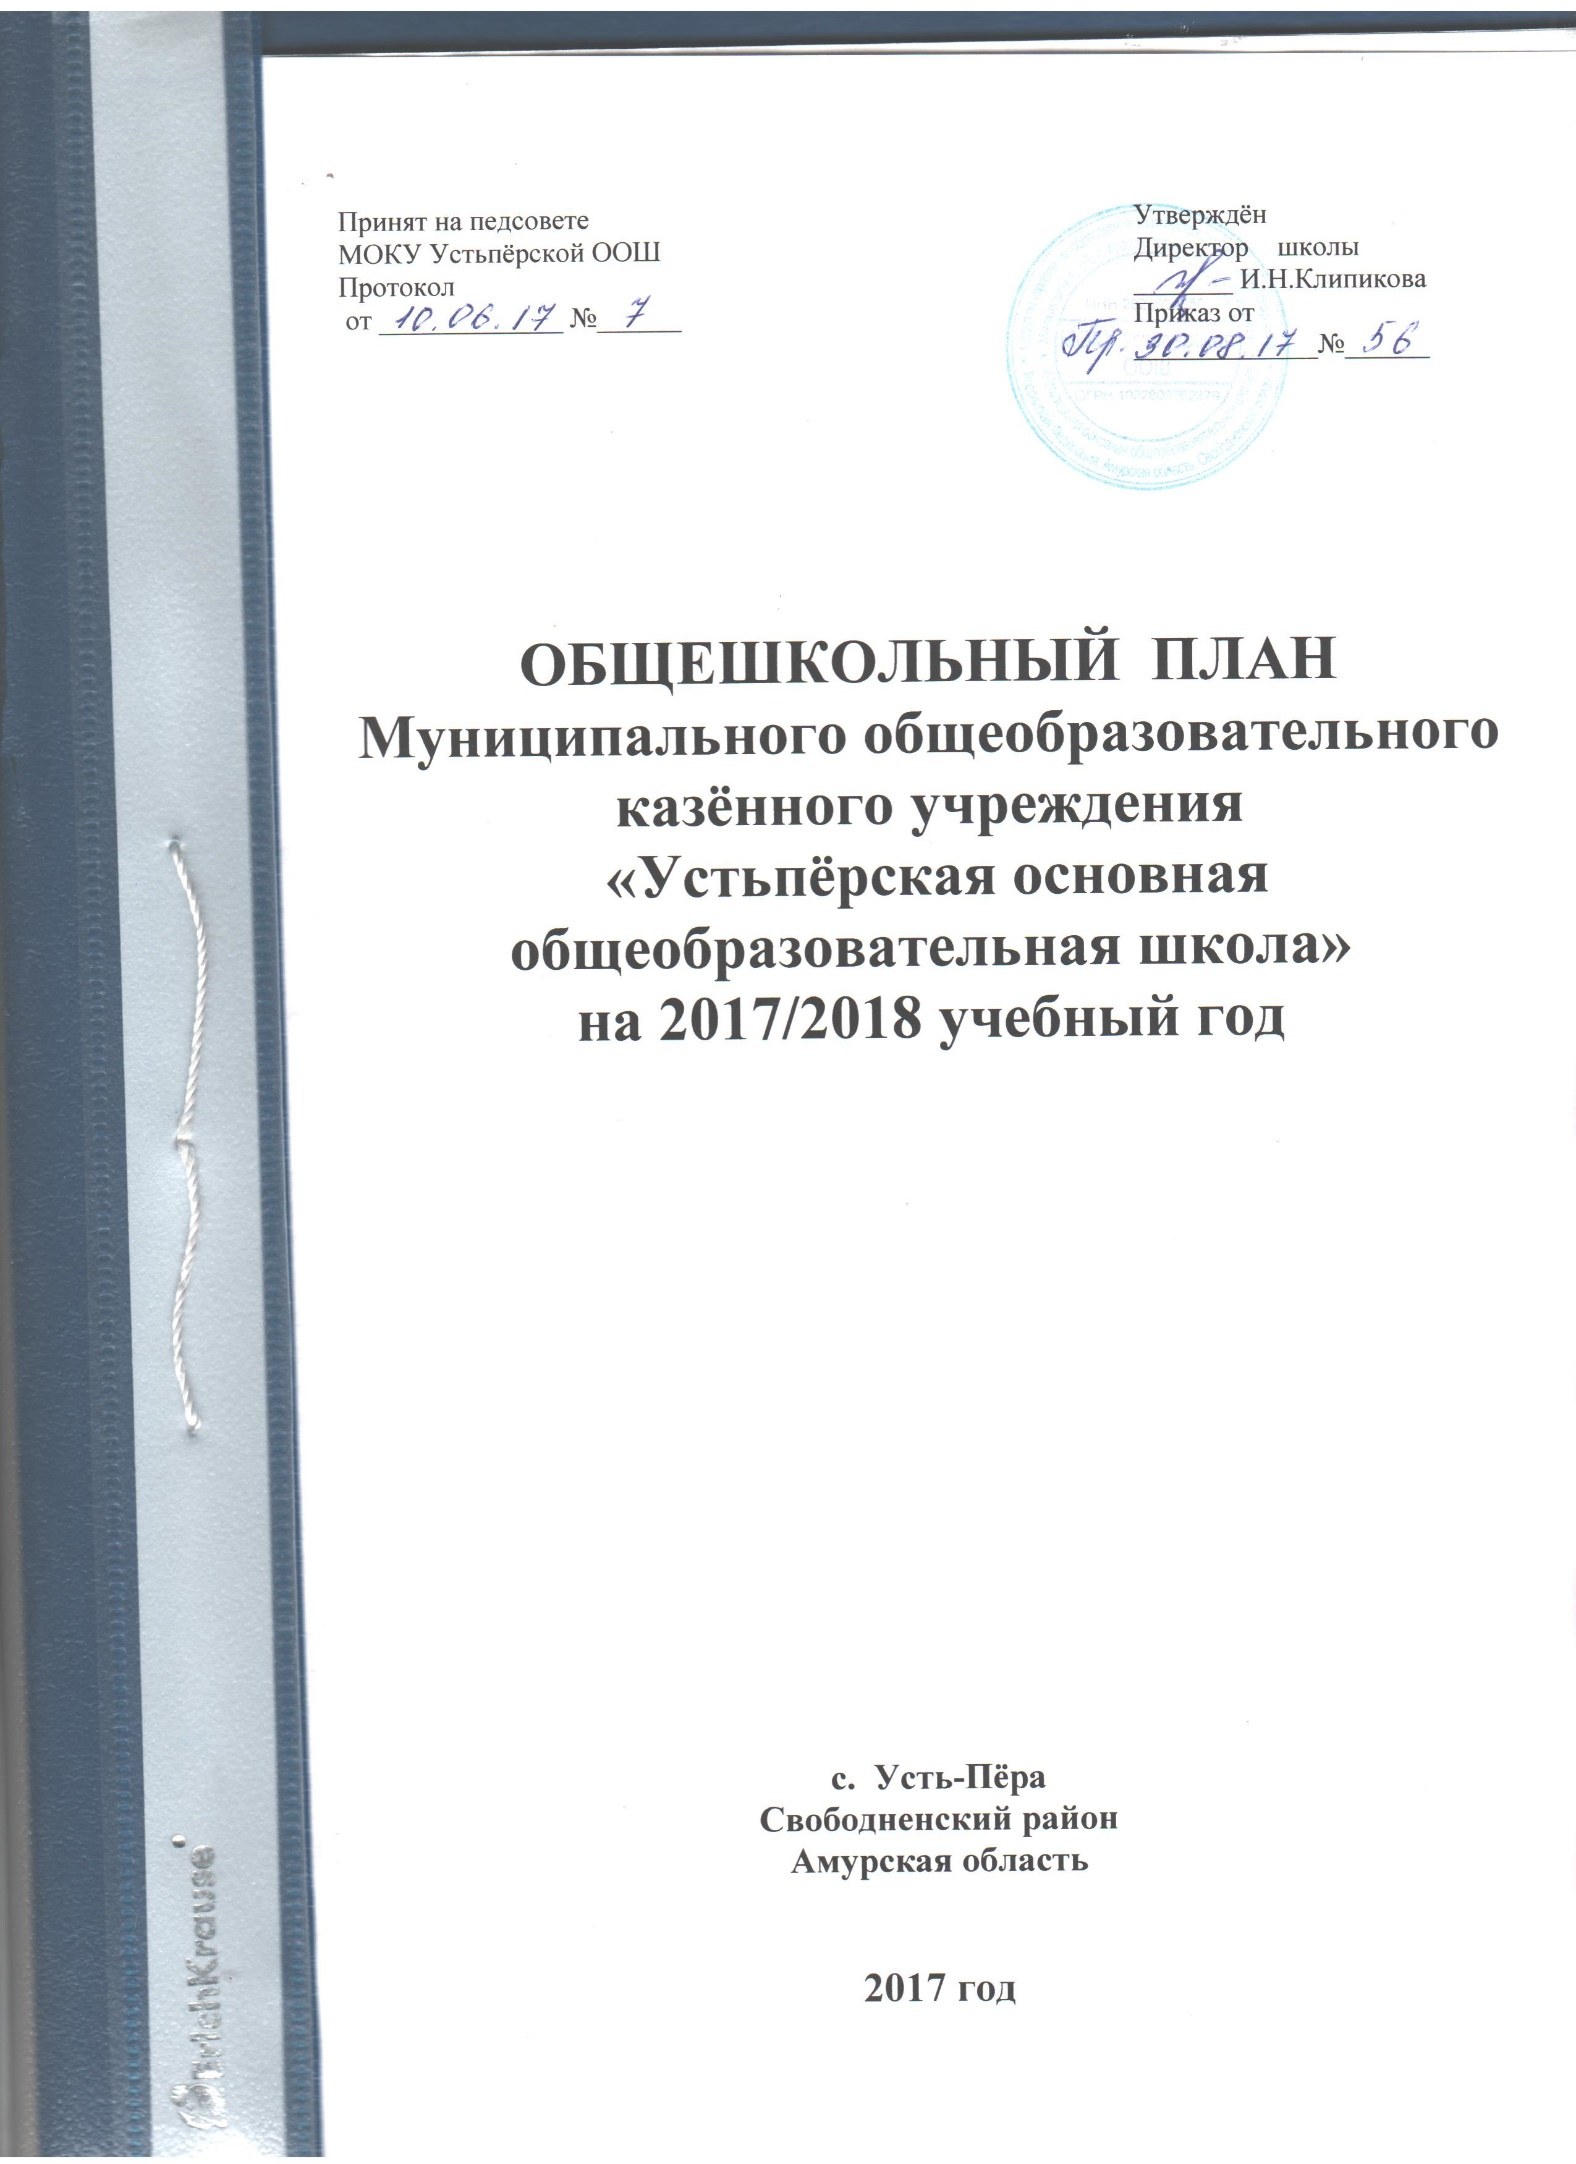 Принят на педсовете
МОКУ Устьпёрской ООШ
Протокол
от 10.06.17 № 7
Утверждён
Директор школы
И.Н.Клипикова
Приказ от
Пр. 30.08.17 № 56
ООШ
ОБЩЕШКОЛЬНЫЙ ПЛАН
Муниципального общеобразовательного
казённого учреждения
«Устьпёрская основная
общеобразовательная школа»
на 2017/2018 учебный год
с. Усть-Пёра
Свободненский район
Амурская область
2017 год
ErichKrause